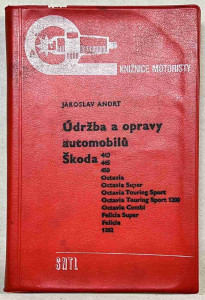 KNIŽNICE MOTORISTY
JAROSLAV ANDRT
Údržba a opravy
automobilů
Škoda 440
445
450
Octavia
Octavia Super
Octavia Touring Sport
Octavia Touring Sport 1200
Octavia Combi
Felicia Super
Felicia
1202
SNTL